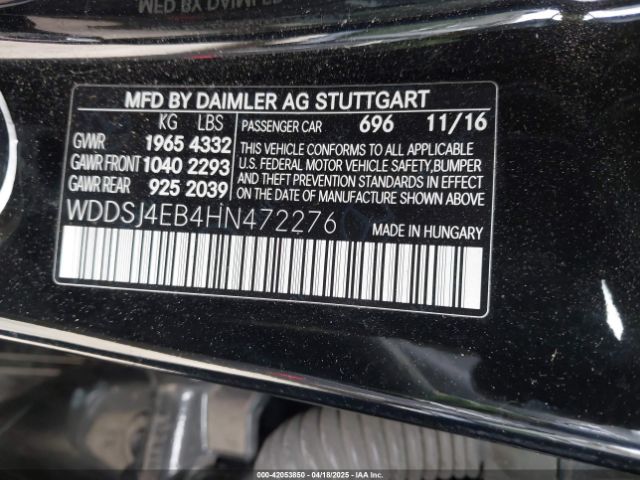 MFD BY DAIMLER AG STUTTGART
KG LBS PASSENGER CAR 696 11/16
GVWR 1965 4332
GAWR FRONT 1040 2293
GAWR REAR 925 2039
THIS VEHICLE CONFORMS TO ALL APPLICABLE
U.S. FEDERAL MOTOR VEHICLE SAFETY,BUMPER
AND THEFT PREVENTION STANDARDS IN EFFECT
ON THE DATE OF MANUFACTURE SHOWN ABOVE
WDDSJ4EB4HN472276 MADE IN HUNGARY
000-42053850 04/18/2025 IAAI.COM